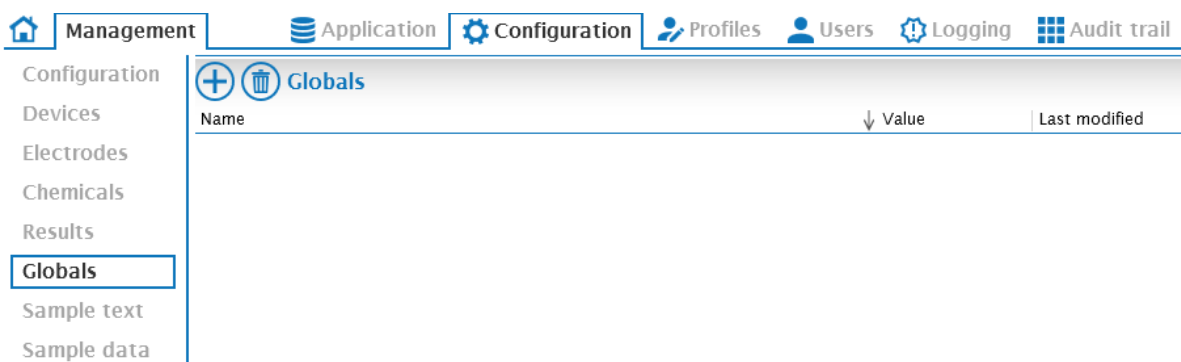 Management Application Configuration Profiles Users Logging Audit trail
Configuration
Devices
Electrodes
Chemicals
Results
Globals
Sample text
Sample data
Globals
Name Value Last modified